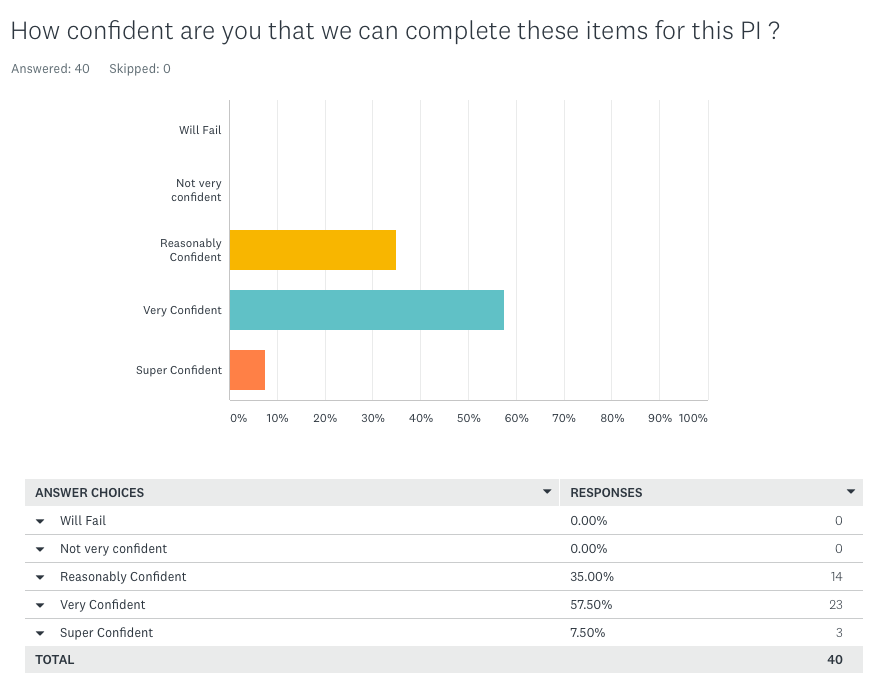 How confident are you that we can complete these items for this PI ?
Answered: 40 Skipped: 0
Will Fail
Not very
confident
Reasonably
Confident
Very Confident
Super Confident
0% 10% 20% 30% 40% 50% 60% 70% 80% 90% 100%
ANSWER CHOICES RESPONSES
Will Fail 0.00% 0
Not very confident 0.00% 0
Reasonably Confident 35.00% 14
Very Confident 57.50% 23
Super Confident 7.50% 3
TOTAL 40